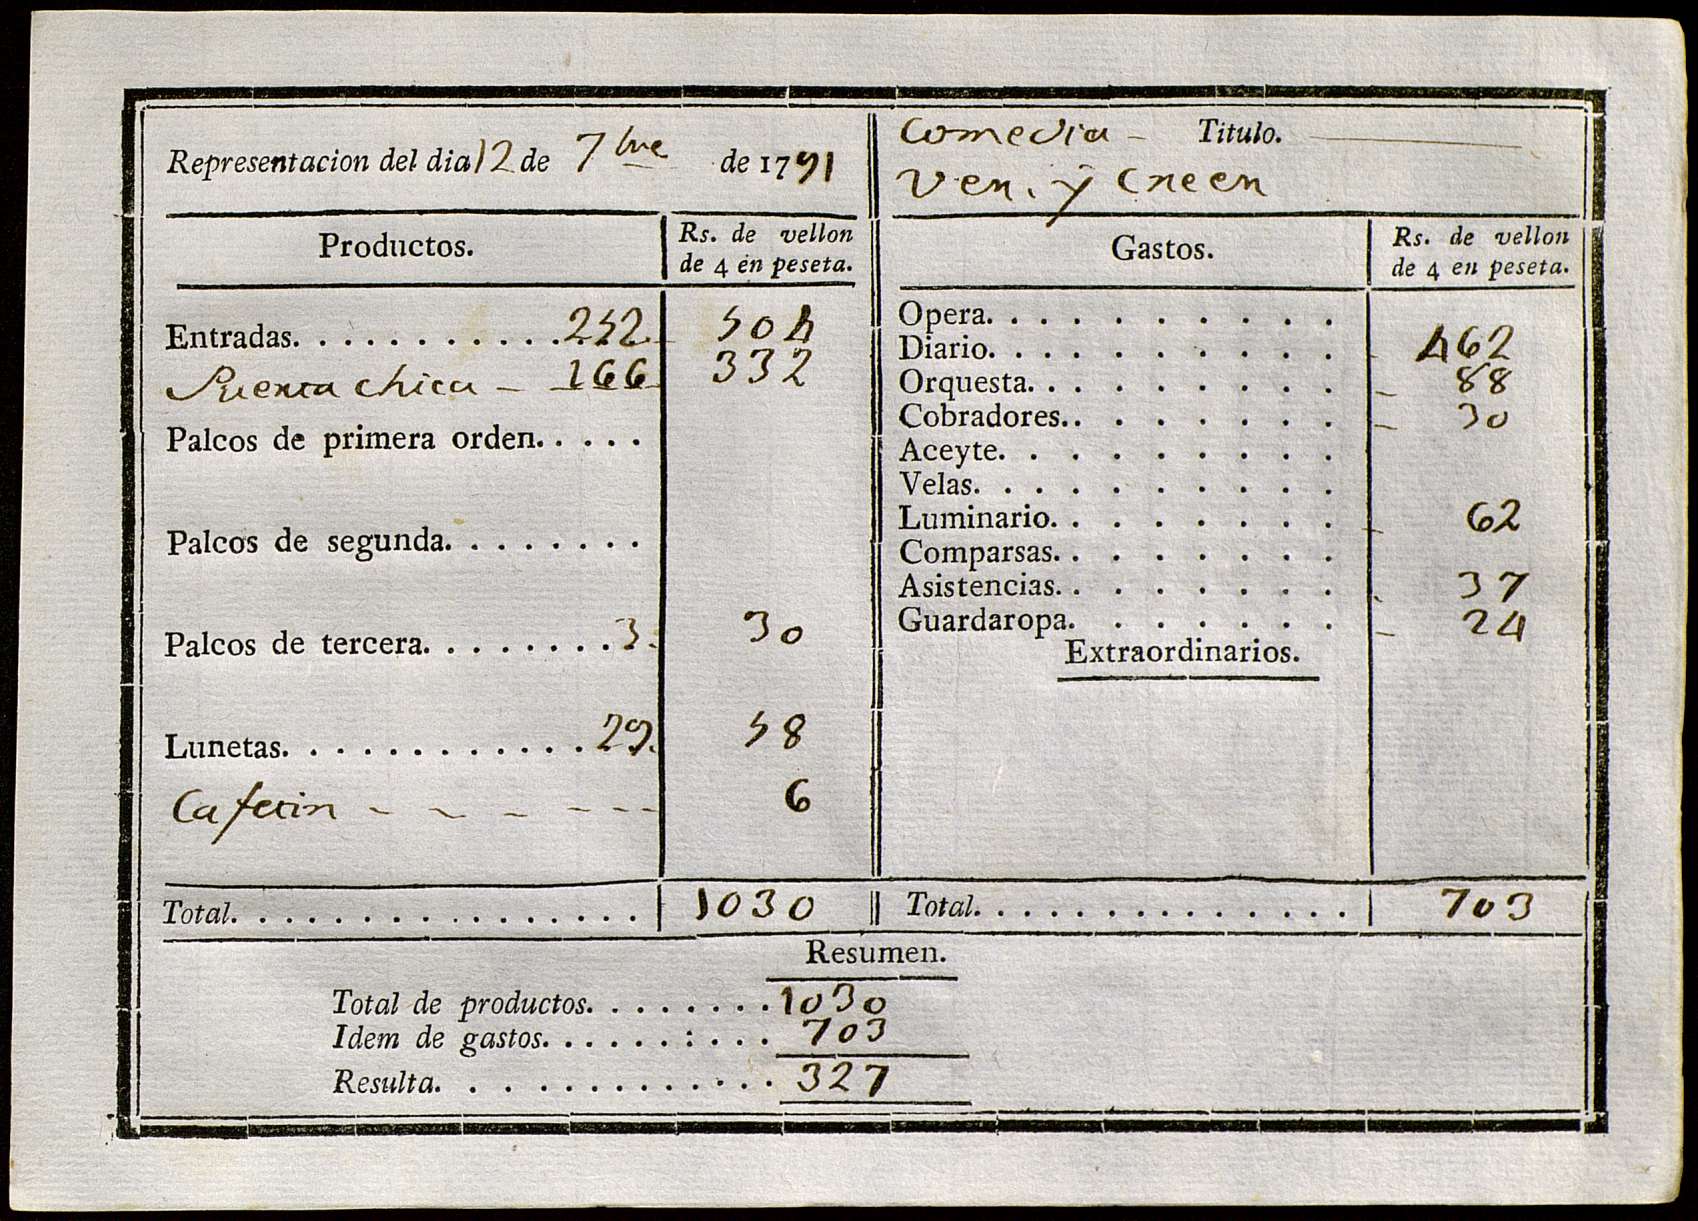 Representacion del dia 12 de 7bre de 1791
Comedia - Titulo.
Ver. y Creer
Productos. Rs. de vellon de 4 en peseta.
Entradas. 252 504
Puerta chica - 166 332
Palcos de primera orden.
Palcos de segunda.
Palcos de tercera. 3 30
Lunetas. 29. 58
Cafetin - - - - - - 6
Total. 1030
Gastos. Rs. de vellon de 4 en peseta.
Opera.
Diario. 462
Orquesta. 88
Cobradores. 30
Aceyte.
Velas.
Luminario. 62
Comparsas.
Asistencias. 37
Guardaropa. 24
Extraordinarios.
Total. 703
Resumen.
Total de productos. 1030
Idem de gastos. 703
Resulta. 327